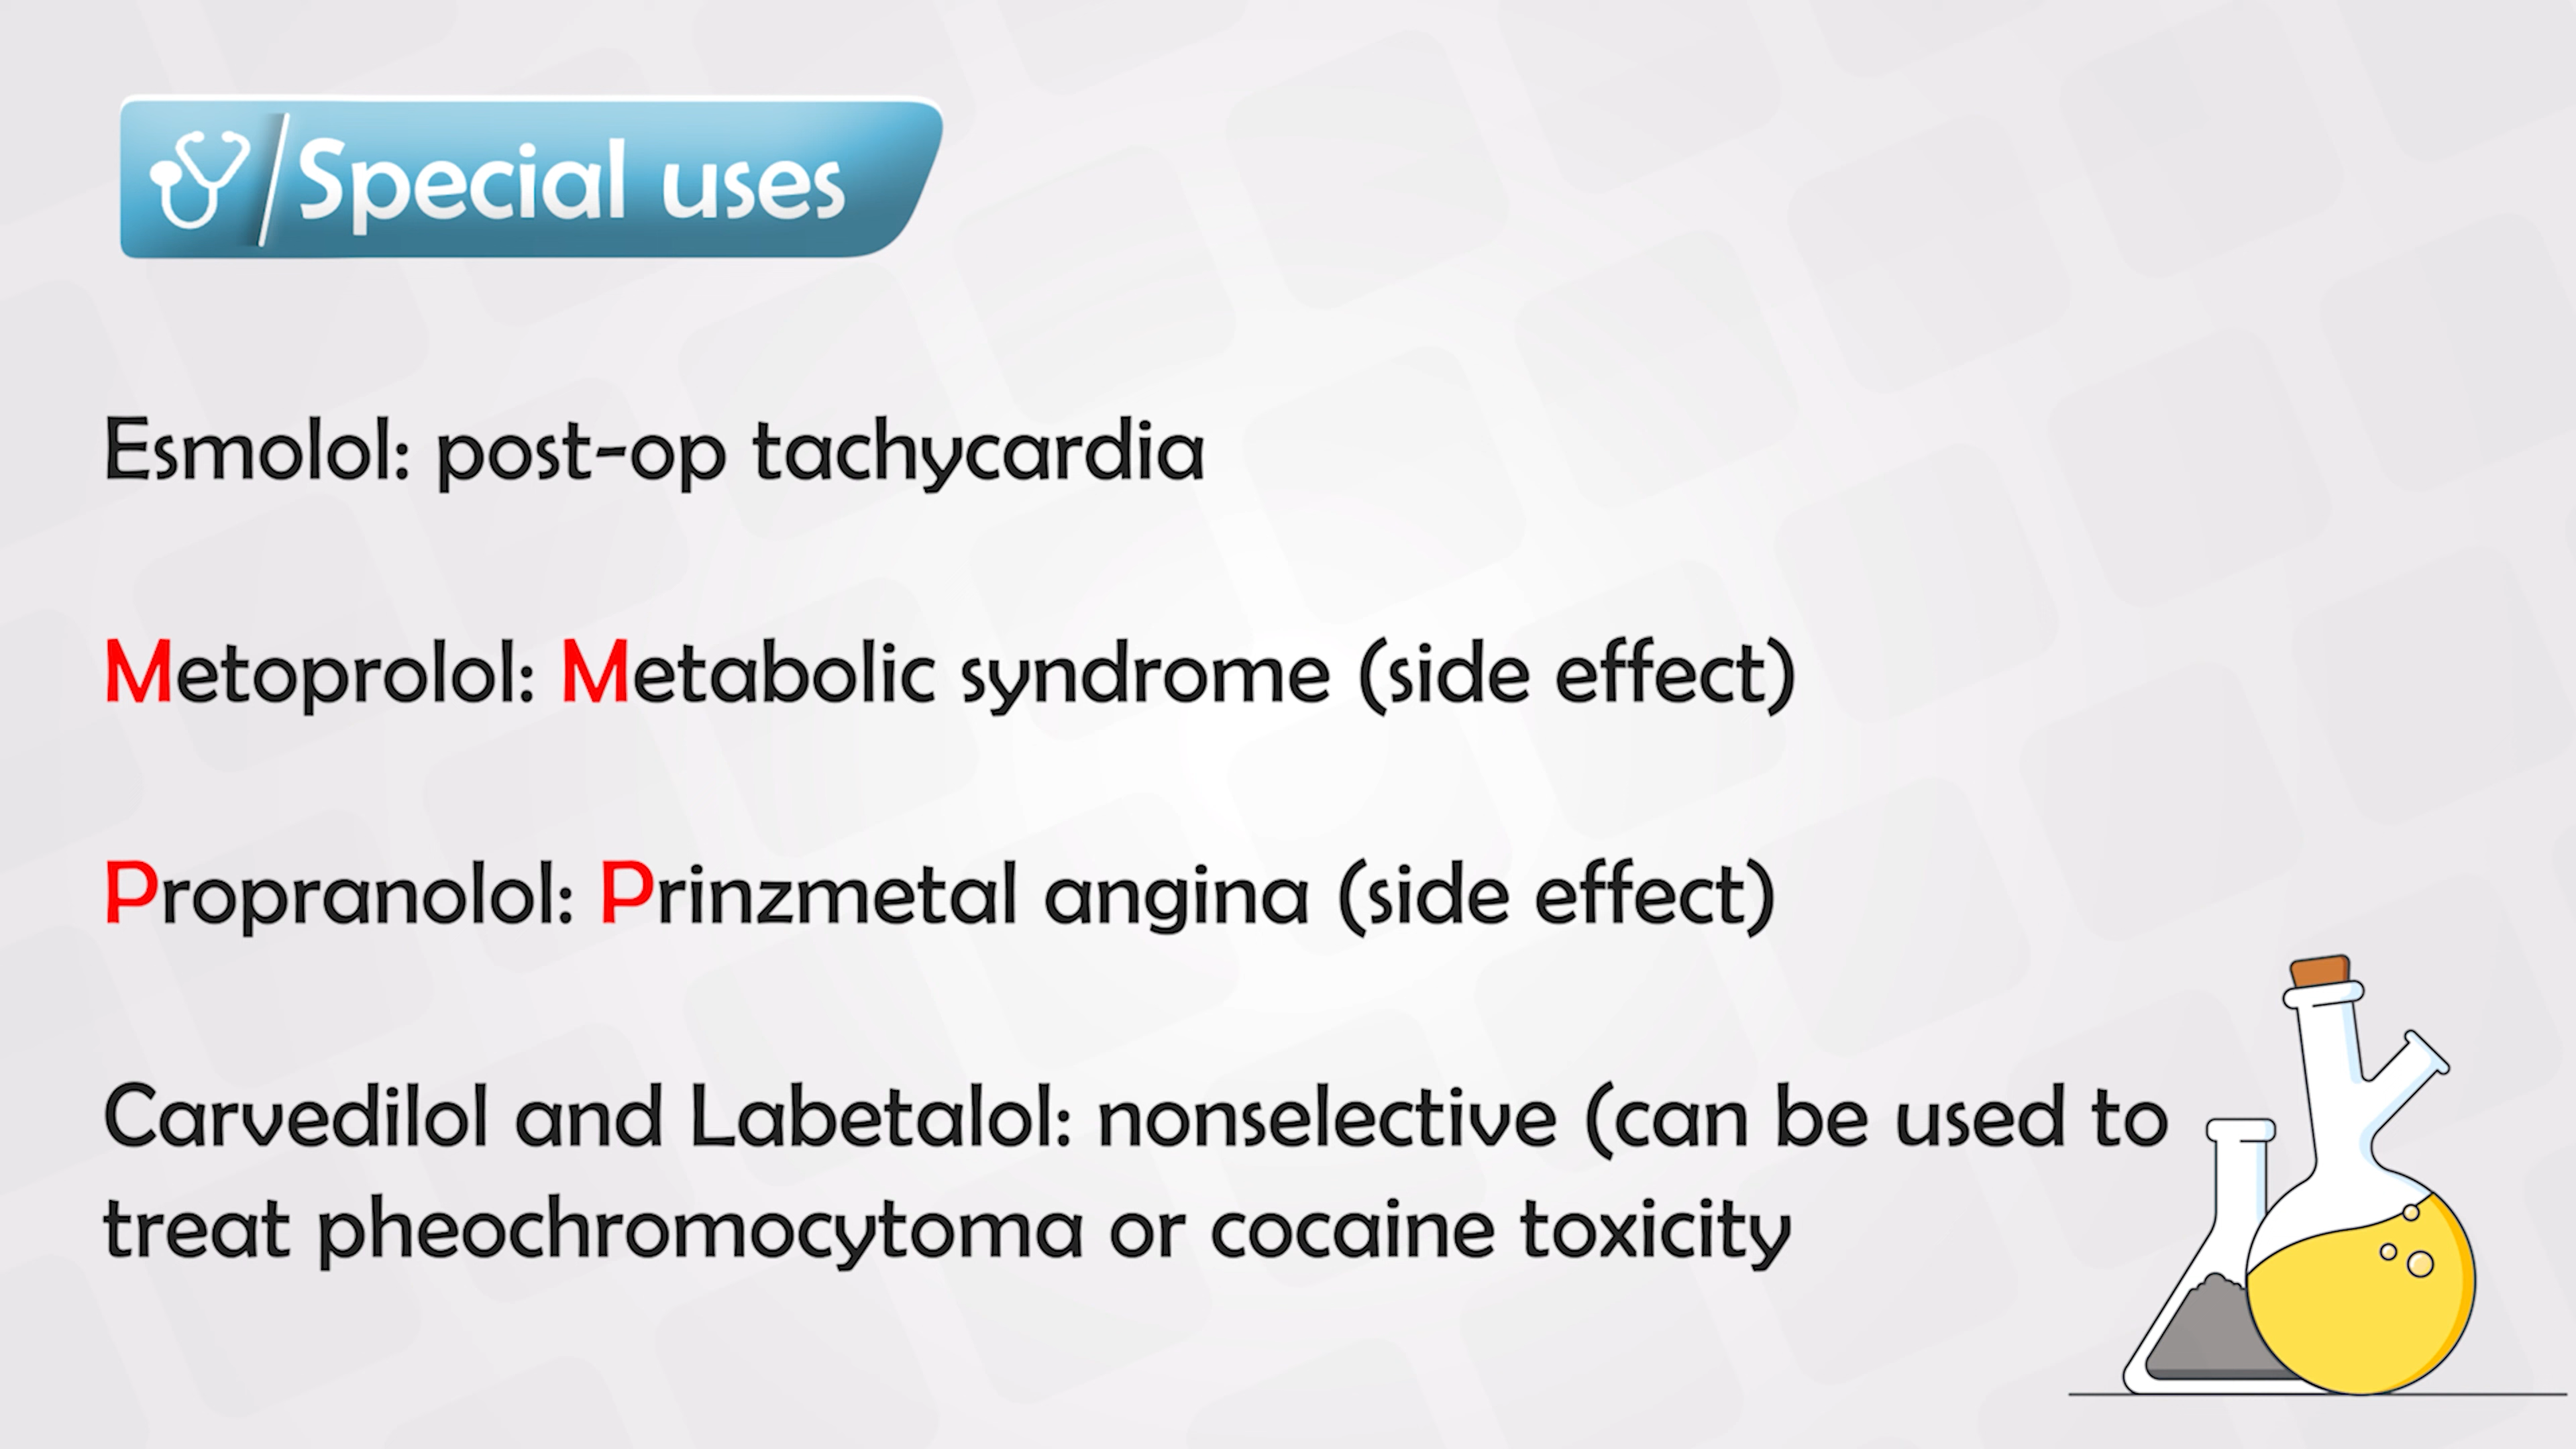 Special uses
Esmolol: post-op tachycardia
Metoprolol: Metabolic syndrome (side effect)
Propranolol: Prinzmetal angina (side effect)
Carvedilol and Labetalol: nonselective (can be used to
treat pheochromocytoma or cocaine toxicity